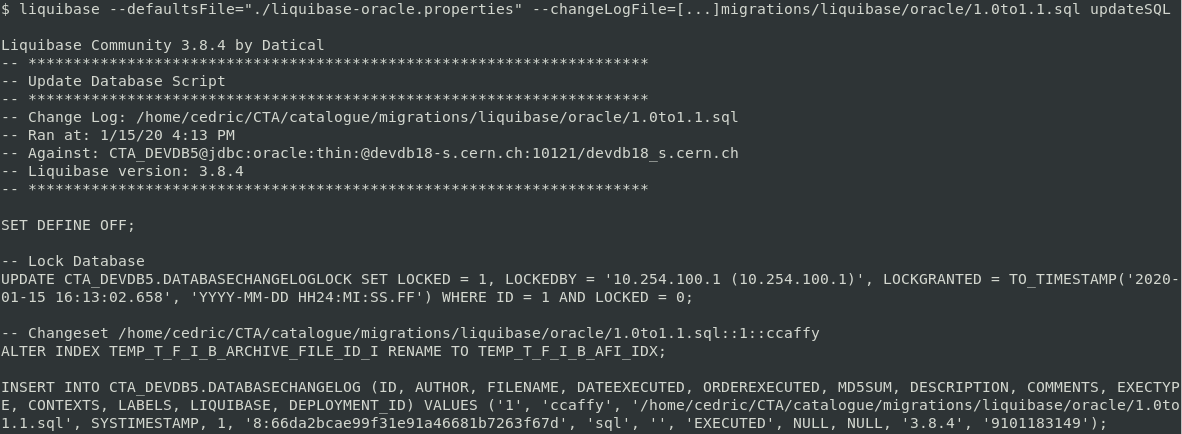 $ liquibase --defaultsFile="./liquibase-oracle.properties" --changeLogFile=[...]migrations/liquibase/oracle/1.0to1.1.sql updateSQL
Liquibase Community 3.8.4 by Datical
-- *********************************************************************
-- Update Database Script
-- *********************************************************************
-- Change Log: /home/cedric/CTA/catalogue/migrations/liquibase/oracle/1.0to1.1.sql
-- Ran at: 1/15/20 4:13 PM
-- Against: CTA_DEVDB5@jdbc:oracle:thin:@devdb18-s.cern.ch:10121/devdb18_s.cern.ch
-- Liquibase version: 3.8.4
-- *********************************************************************
SET DEFINE OFF;
-- Lock Database
UPDATE CTA_DEVDB5.DATABASECHANGELOGLOCK SET LOCKED = 1, LOCKEDBY = '10.254.100.1 (10.254.100.1)', LOCKGRANTED = TO_TIMESTAMP('2020-
01-15 16:13:02.658', 'YYYY-MM-DD HH24:MI:SS.FF') WHERE ID = 1 AND LOCKED = 0;
-- Changeset /home/cedric/CTA/catalogue/migrations/liquibase/oracle/1.0to1.1.sql::1::ccaffy
ALTER INDEX TEMP_T_F_I_B_ARCHIVE_FILE_ID_I RENAME TO TEMP_T_F_I_B_AFI_IDX;
INSERT INTO CTA_DEVDB5.DATABASECHANGELOG (ID, AUTHOR, FILENAME, DATEEXECUTED, ORDEREXECUTED, MD5SUM, DESCRIPTION, COMMENTS, EXECTYP
E, CONTEXTS, LABELS, LIQUIBASE, DEPLOYMENT_ID) VALUES ('1', 'ccaffy', '/home/cedric/CTA/catalogue/migrations/liquibase/oracle/1.0to
1.1.sql', SYSTIMESTAMP, 1, '8:66da2bcae99f31e91a46681b7263f67d', 'sql', '', 'EXECUTED', NULL, NULL, '3.8.4', '9101183149');